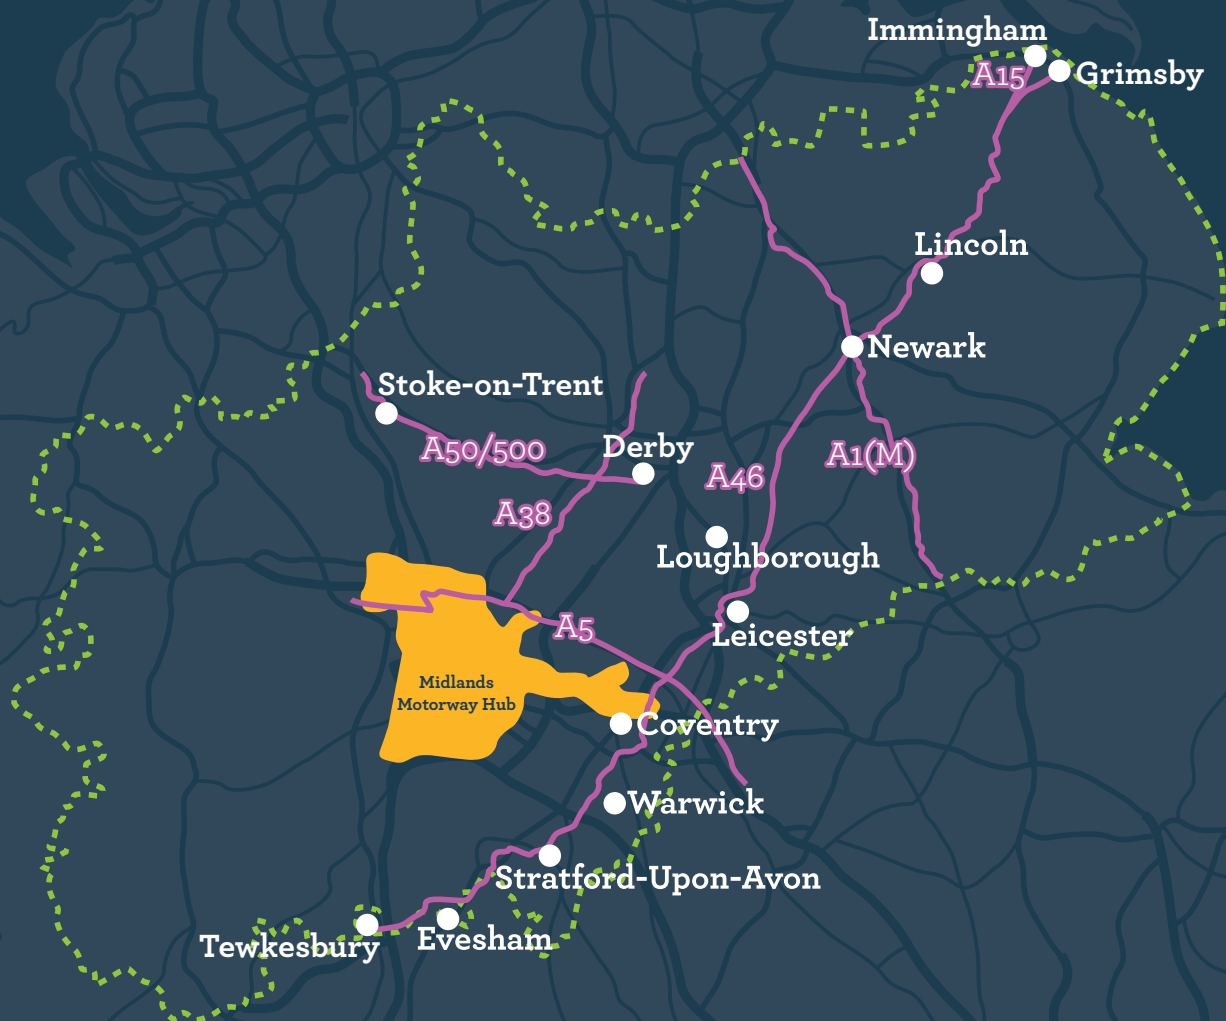 Immingham
A15
Grimsby
Lincoln
Newark
Stoke-on-Trent
A50/500
Derby
A46
A1(M)
A38
Loughborough
A5
Leicester
Midlands
Motorway Hub
Coventry
Warwick
Stratford-Upon-Avon
Tewkesbury
Evesham